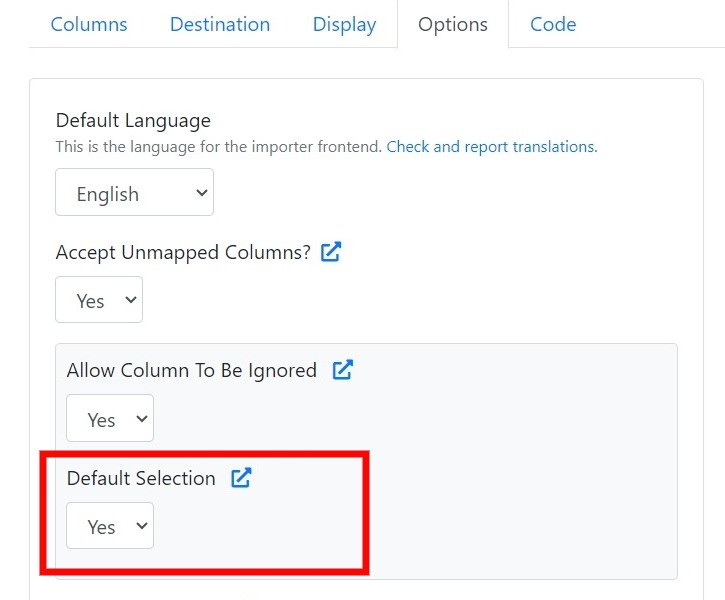 Columns Destination Display Options Code
Default Language
This is the language for the importer frontend. Check and report translations.
English
Accept Unmapped Columns?
Yes
Allow Column To Be Ignored
Yes
Default Selection
Yes